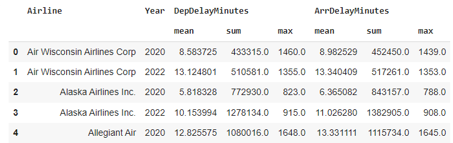 Airline Year DepDelayMinutes ArrDelayMinutes
mean sum max mean sum max
0 Air Wisconsin Airlines Corp 2020 8.583725 433315.0 1460.0 8.982529 452450.0 1439.0
1 Air Wisconsin Airlines Corp 2022 13.124801 510581.0 1355.0 13.340409 517261.0 1353.0
2 Alaska Airlines Inc. 2020 5.818328 772930.0 823.0 6.365082 843157.0 788.0
3 Alaska Airlines Inc. 2022 10.153994 1278134.0 915.0 11.026280 1382905.0 908.0
4 Allegiant Air 2020 12.825575 1080016.0 1648.0 13.331111 1115734.0 1645.0